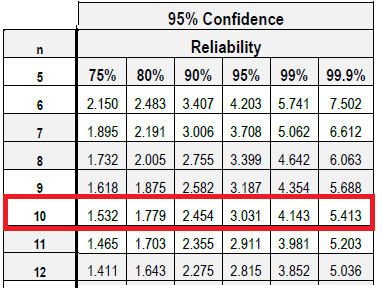 95% Confidence
n Reliability
5 75% 80% 90% 95% 99% 99.9%
6 2.150 2.483 3.407 4.203 5.741 7.502
7 1.895 2.191 3.006 3.708 5.062 6.612
8 1.732 2.005 2.755 3.399 4.642 6.063
9 1.618 1.875 2.582 3.187 4.354 5.688
10 1.532 1.779 2.454 3.031 4.143 5.413
11 1.465 1.703 2.355 2.911 3.981 5.203
12 1.411 1.643 2.275 2.815 3.852 5.036